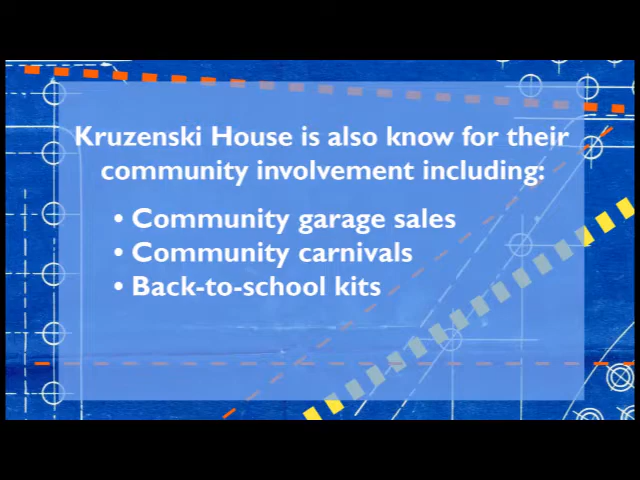 Kruzenski House is also know for their
community involvement including:
• Community garage sales
• Community carnivals
• Back-to-school kits